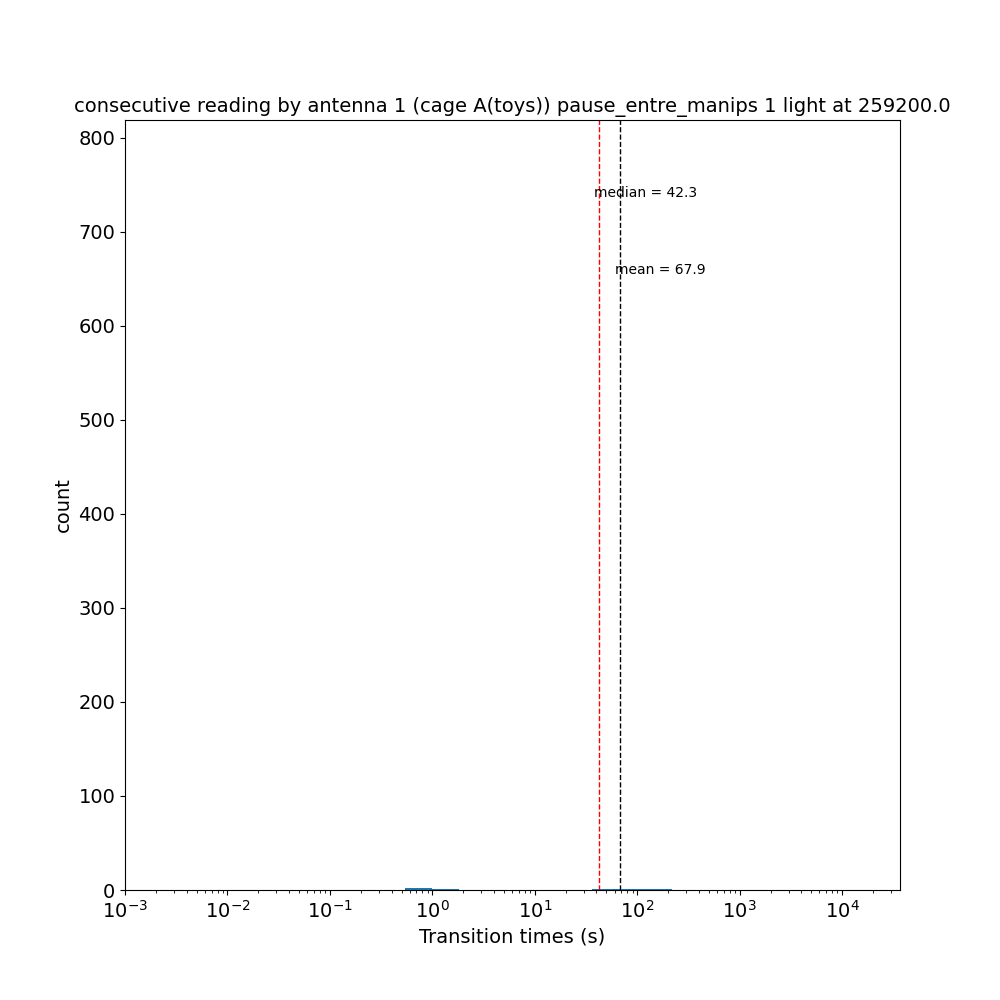 consecutive reading by antenna 1 (cage A(toys)) pause_entre_manips 1 light at 259200.0
800
median = 42.3
700
mean = 67.9
600
500
400
300
200
100
0
count
10⁻³ 10⁻² 10⁻¹ 10⁰ 10¹ 10² 10³ 10⁴
Transition times (s)